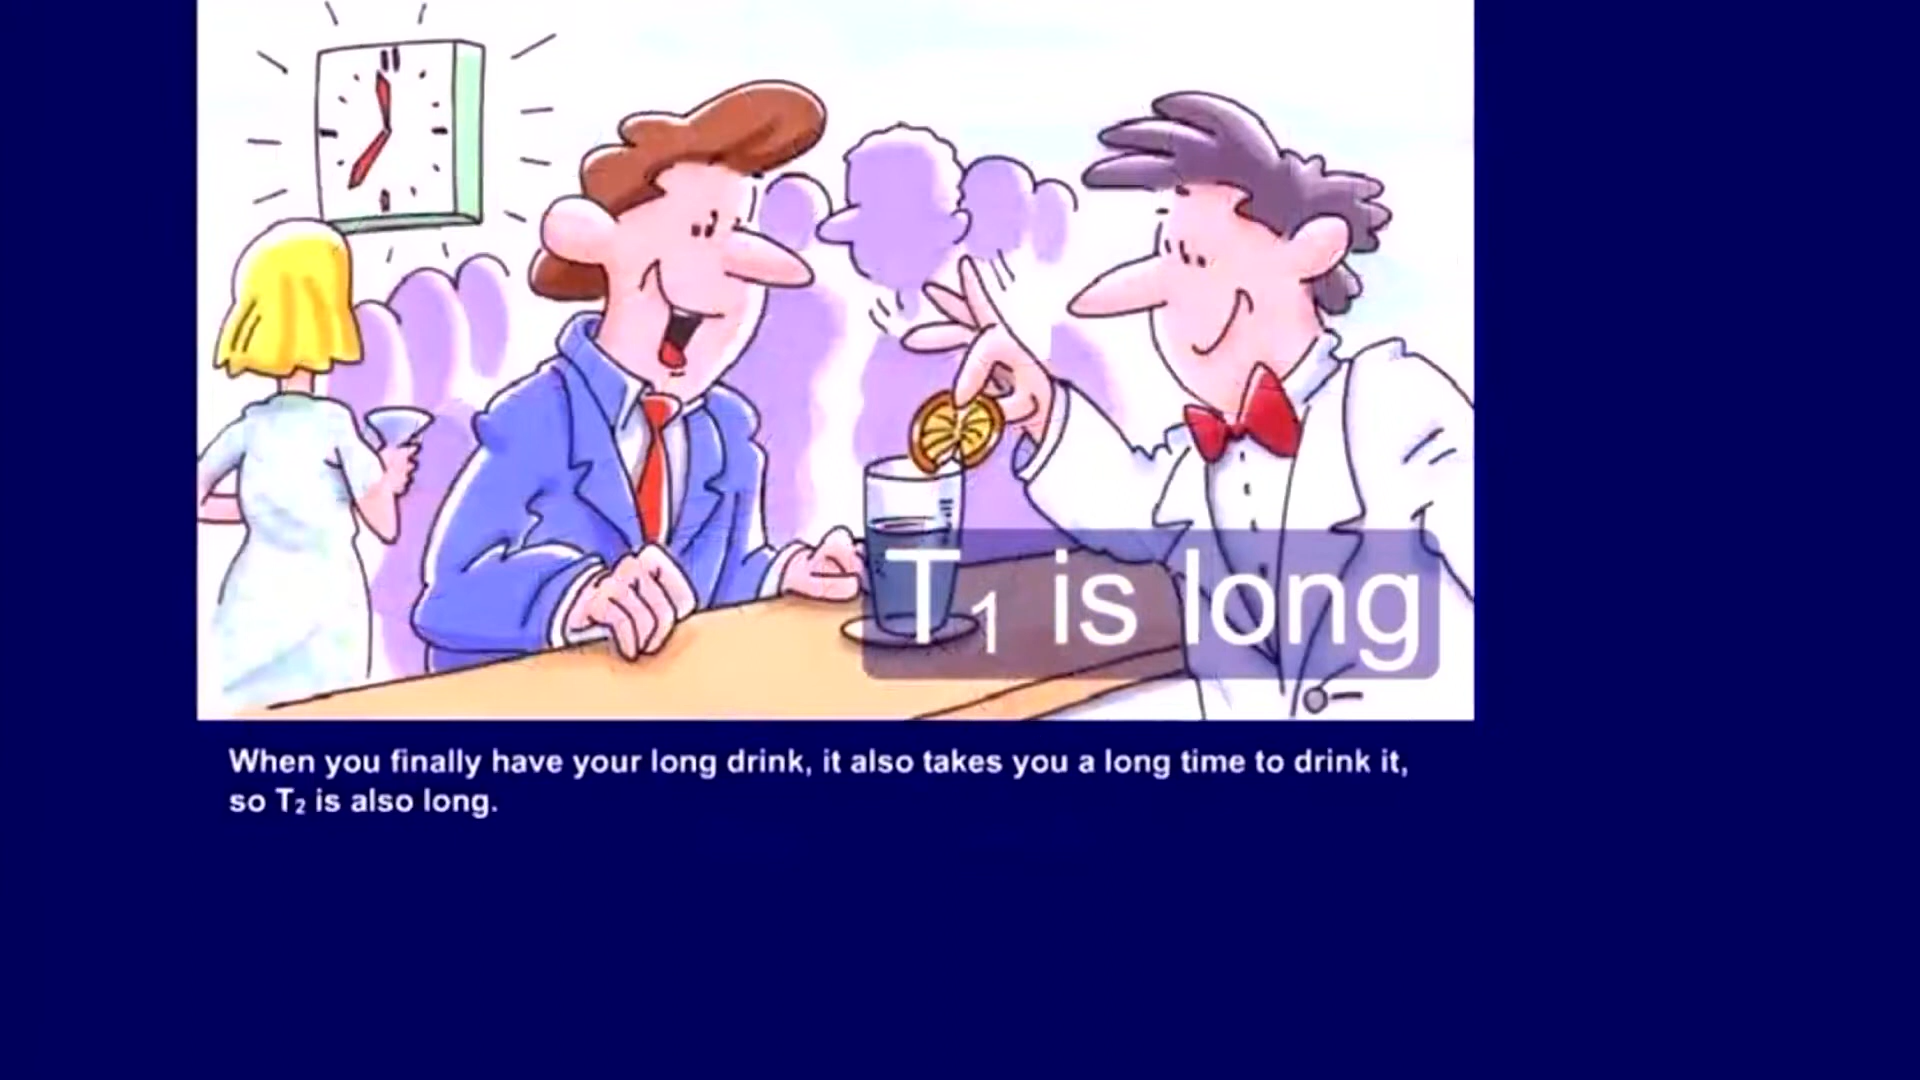 T₁ is long
When you finally have your long drink, it also takes you a long time to drink it,
so T₂ is also long.